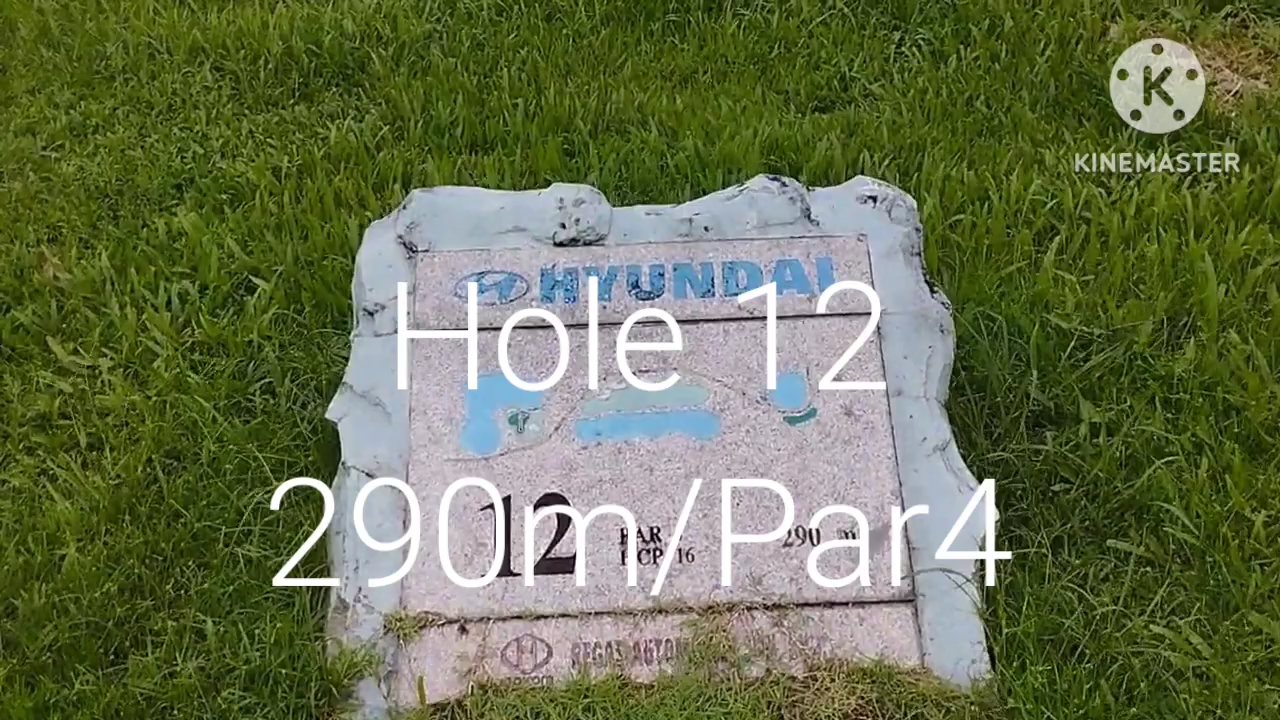 K
KINEMASTER
HYUNDAI
Hole 12
290m/Par4
12
PAR
HCP 16
290 m